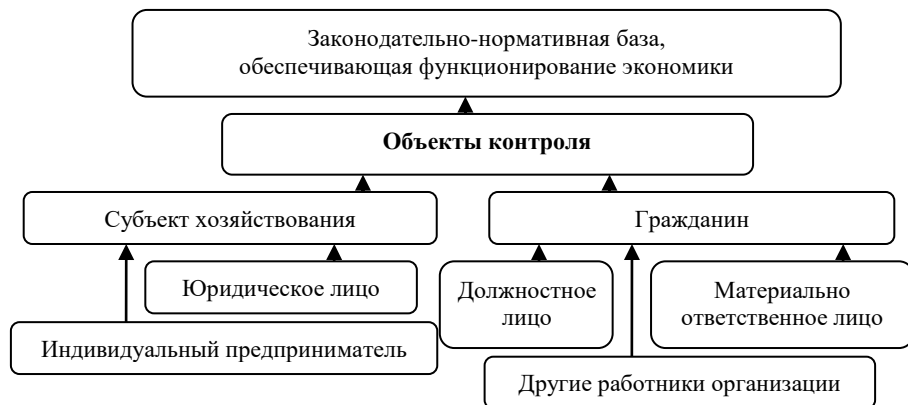 Законодательно-нормативная база,
обеспечивающая функционирование экономики
Объекты контроля
Субъект хозяйствования
Гражданин
Юридическое лицо
Должностное
лицо
Материально
ответственное лицо
Индивидуальный предприниматель
Другие работники организации